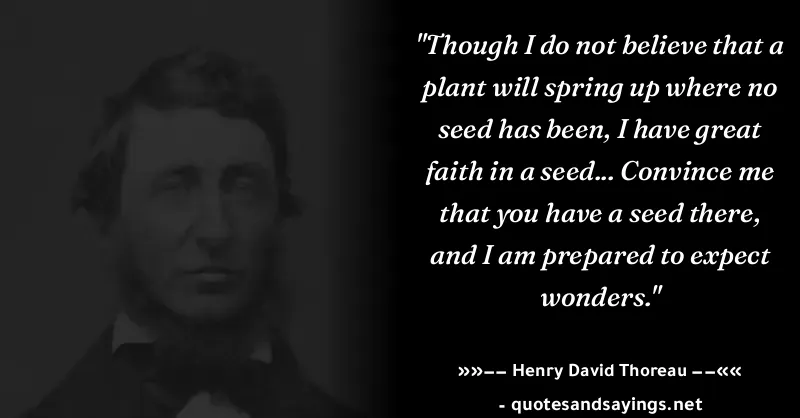 "Though I do not believe that a
plant will spring up where no
seed has been, I have great
faith in a seed... Convince me
that you have a seed there,
and I am prepared to expect
wonders."
»»–– Henry David Thoreau ––««
- quotesandsayings.net